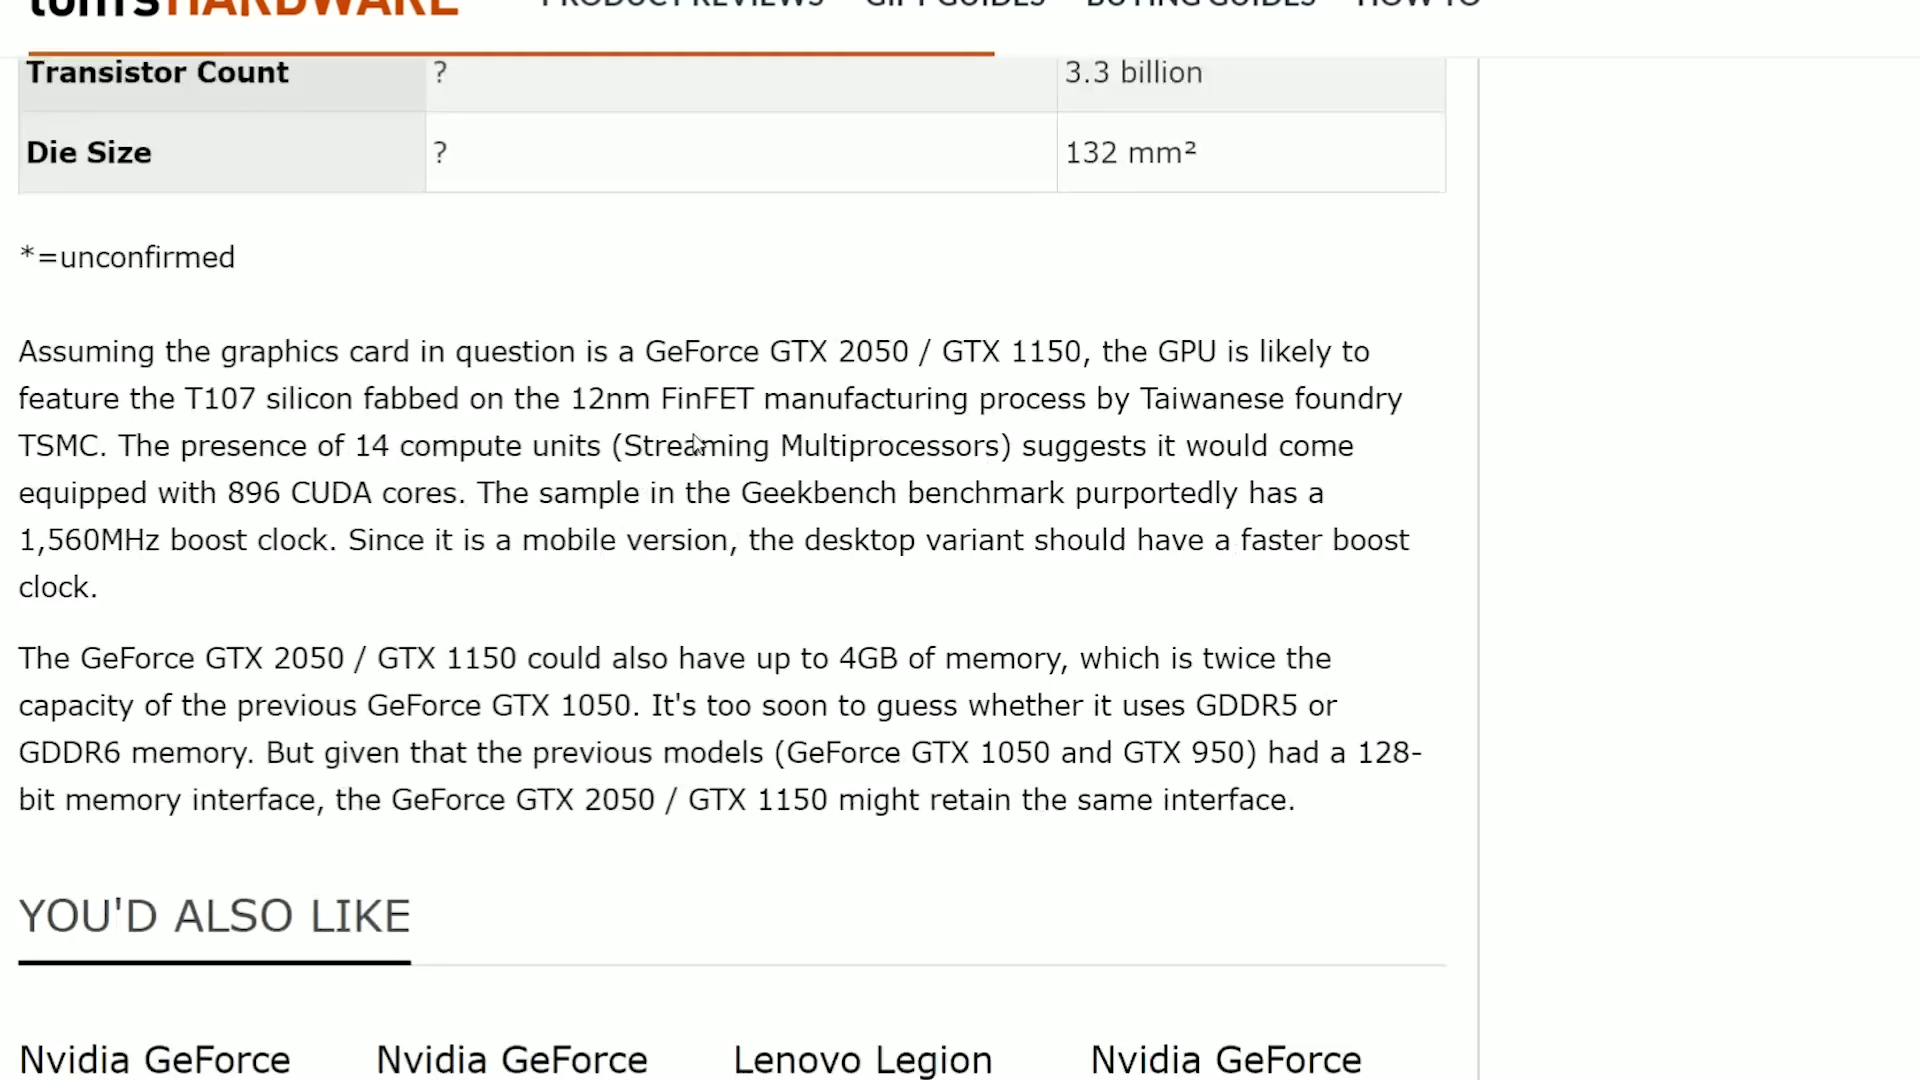 tom'sHARDWARE PRODUCT REVIEWS GIFT GUIDES BUYING GUIDES HOW TO
Transistor Count ? 3.3 billion
Die Size ? 132 mm²
*=unconfirmed
Assuming the graphics card in question is a GeForce GTX 2050 / GTX 1150, the GPU is likely to
feature the T107 silicon fabbed on the 12nm FinFET manufacturing process by Taiwanese foundry
TSMC. The presence of 14 compute units (Streaming Multiprocessors) suggests it would come
equipped with 896 CUDA cores. The sample in the Geekbench benchmark purportedly has a
1,560MHz boost clock. Since it is a mobile version, the desktop variant should have a faster boost
clock.
The GeForce GTX 2050 / GTX 1150 could also have up to 4GB of memory, which is twice the
capacity of the previous GeForce GTX 1050. It's too soon to guess whether it uses GDDR5 or
GDDR6 memory. But given that the previous models (GeForce GTX 1050 and GTX 950) had a 128-
bit memory interface, the GeForce GTX 2050 / GTX 1150 might retain the same interface.
YOU'D ALSO LIKE
Nvidia GeForce Nvidia GeForce Lenovo Legion Nvidia GeForce